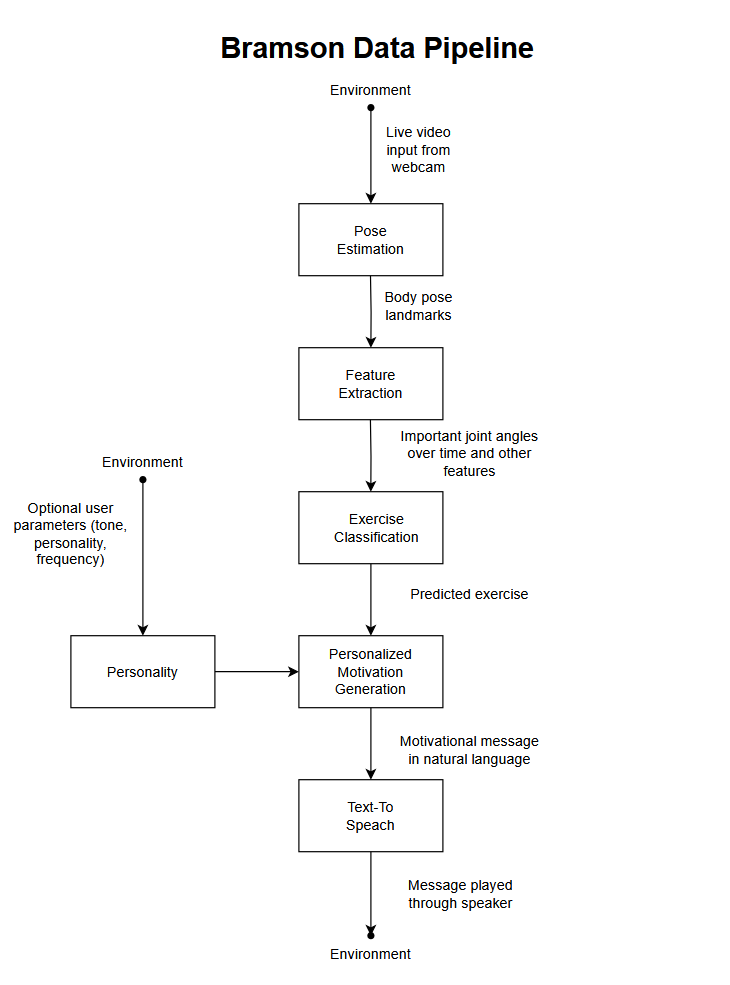 Bramson Data Pipeline
Environment
Live video
input from
webcam
Pose
Estimation
Body pose
landmarks
Feature
Extraction
Important joint angles
over time and other
features
Environment
Optional user
parameters (tone,
personality,
frequency)
Exercise
Classification
Predicted exercise
Personality
Personalized
Motivation
Generation
Motivational message
in natural language
Text-To
Speach
Message played
through speaker
Environment